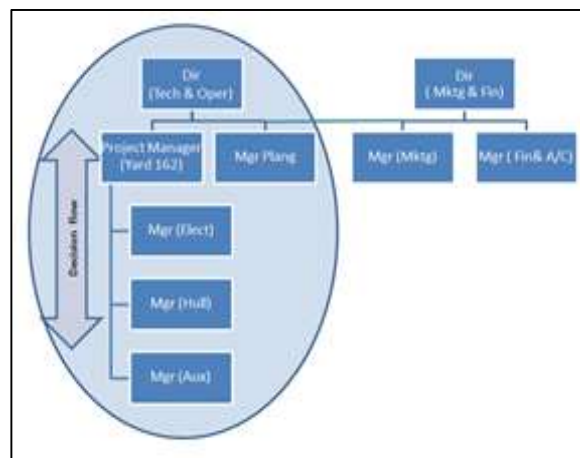 Dir
(Tech & Oper)
Dir
( Mktg & Fin)
Project Manager
(Yard 162)
Mgr Plang
Mgr (Mktg)
Mgr ( Fin& A/C)
Decision flow
Mgr (Elect)
Mgr (Hull)
Mgr (Aux)